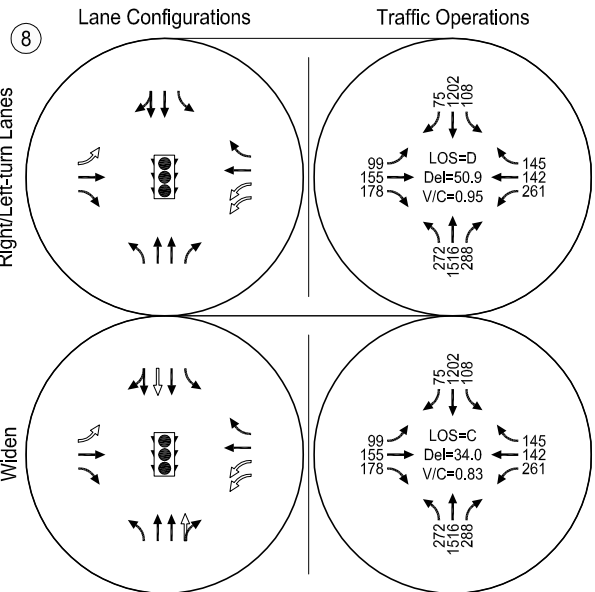 Lane Configurations
Traffic Operations
8
Right/Left-turn Lanes
75
1202
108
99
155
178
LOS=D
Del=50.9
V/C=0.95
145
142
261
272
1516
288
Widen
75
1202
108
99
155
178
LOS=C
Del=34.0
V/C=0.83
145
142
261
272
1516
288